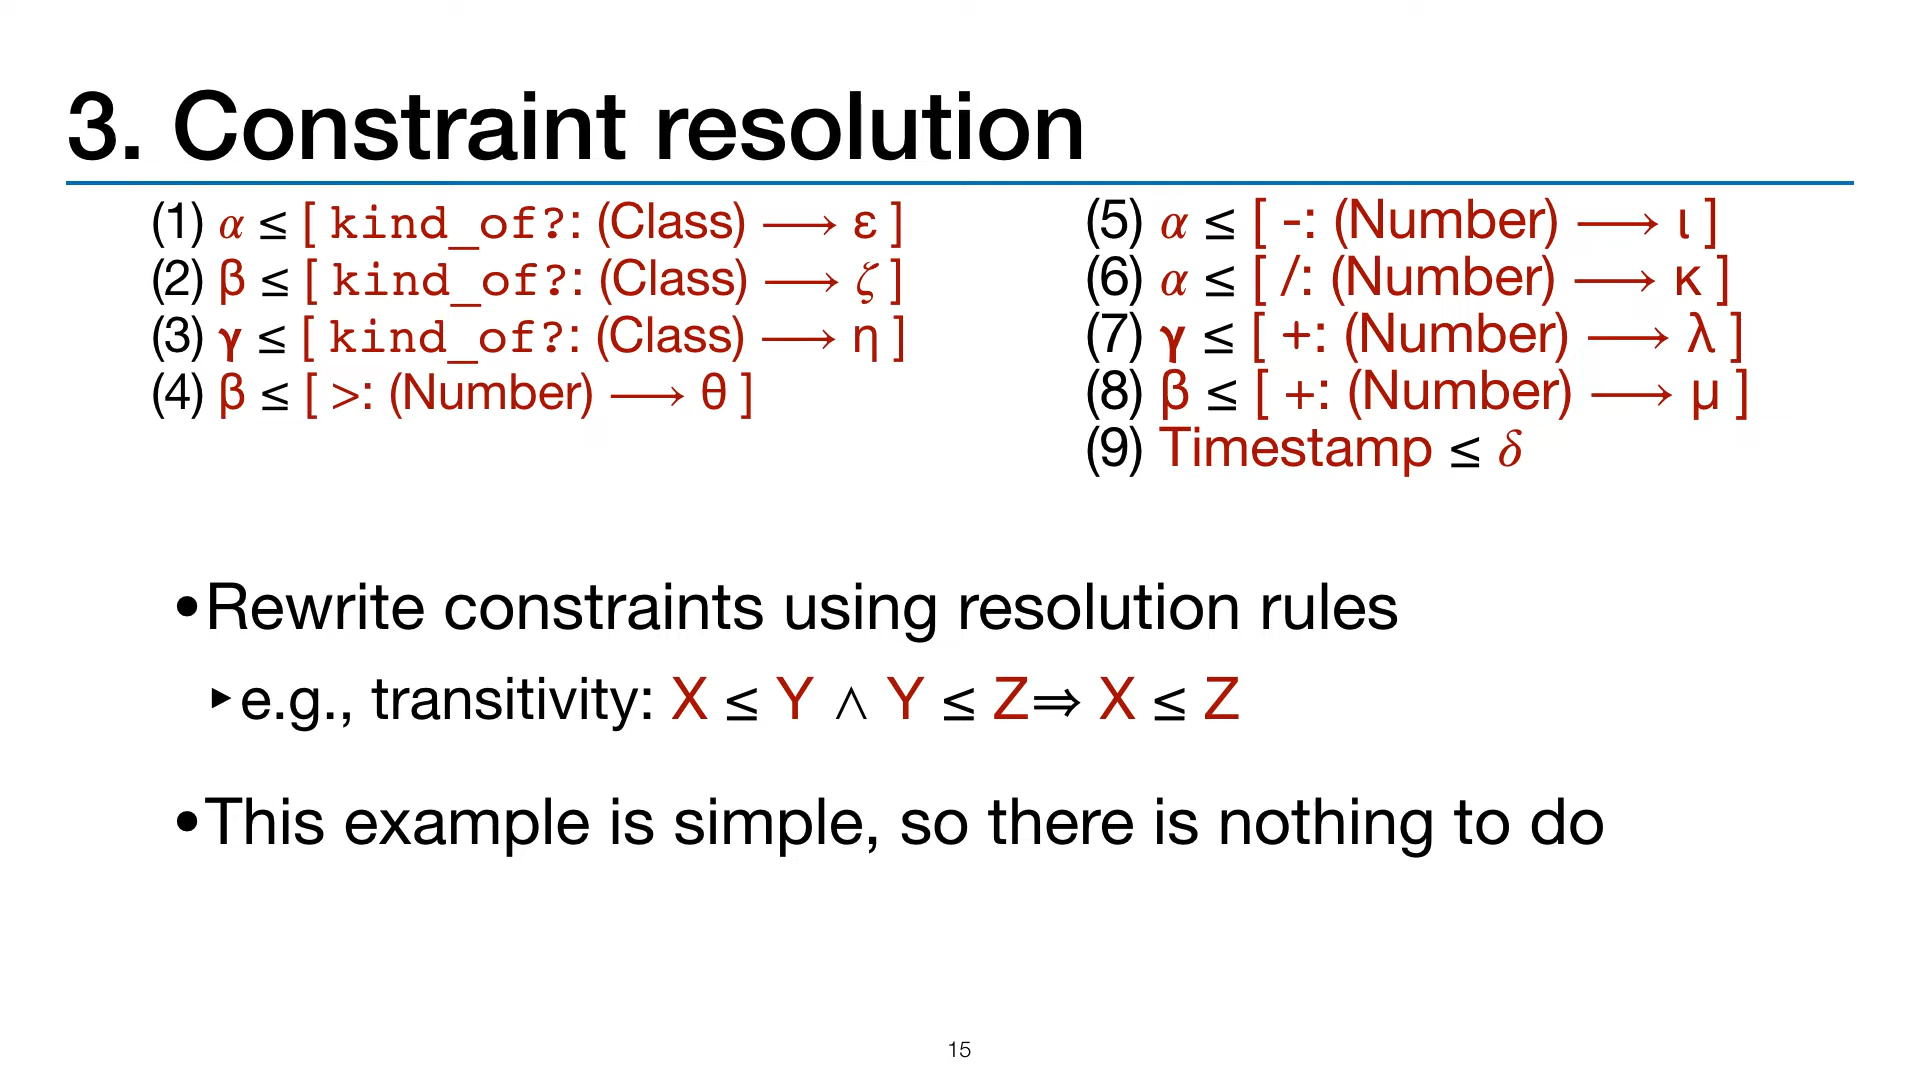 3. Constraint resolution
(1) α ≤ [ kind_of?: (Class) ⟶ ε ]
(2) β ≤ [ kind_of?: (Class) ⟶ ζ ]
(3) γ ≤ [ kind_of?: (Class) ⟶ η ]
(4) β ≤ [ >: (Number) ⟶ θ ]
(5) α ≤ [ -: (Number) ⟶ ι ]
(6) α ≤ [ /: (Number) ⟶ κ ]
(7) γ ≤ [ +: (Number) ⟶ λ ]
(8) β ≤ [ +: (Number) ⟶ μ ]
(9) Timestamp ≤ δ
•Rewrite constraints using resolution rules
‣e.g., transitivity: X ≤ Y ∧ Y ≤ Z⇒ X ≤ Z
•This example is simple, so there is nothing to do
15